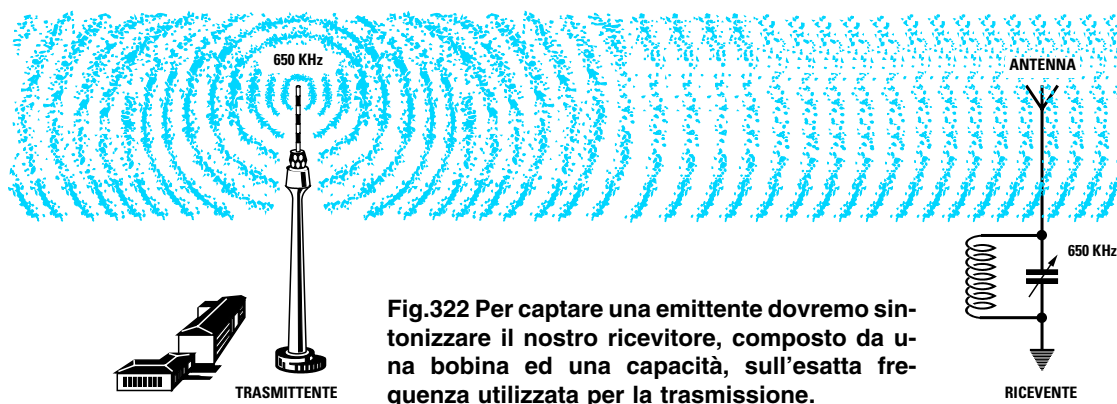 650 KHz
ANTENNA
650 KHz
Fig.322 Per captare una emittente dovremo sin-
tonizzare il nostro ricevitore, composto da u-
na bobina ed una capacità, sull'esatta fre-
quenza utilizzata per la trasmissione.
TRASMITTENTE
RICEVENTE